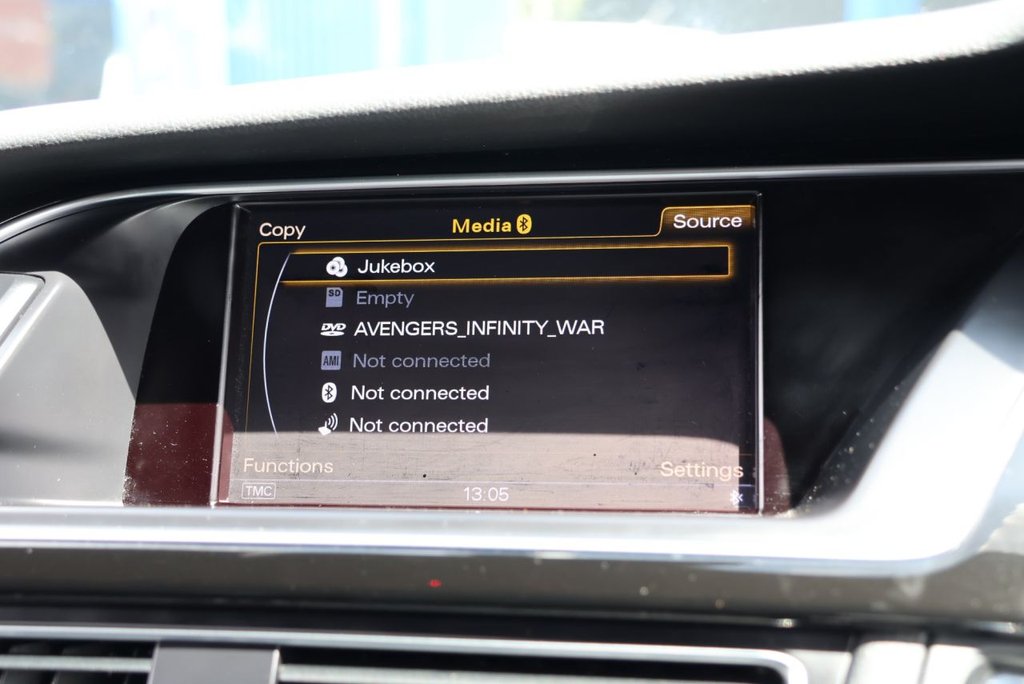 Copy Media Source
Jukebox
SD Empty
DVD AVENGERS_INFINITY_WAR
AMI Not connected
Not connected
Not connected
Functions Settings
TMC 13:05